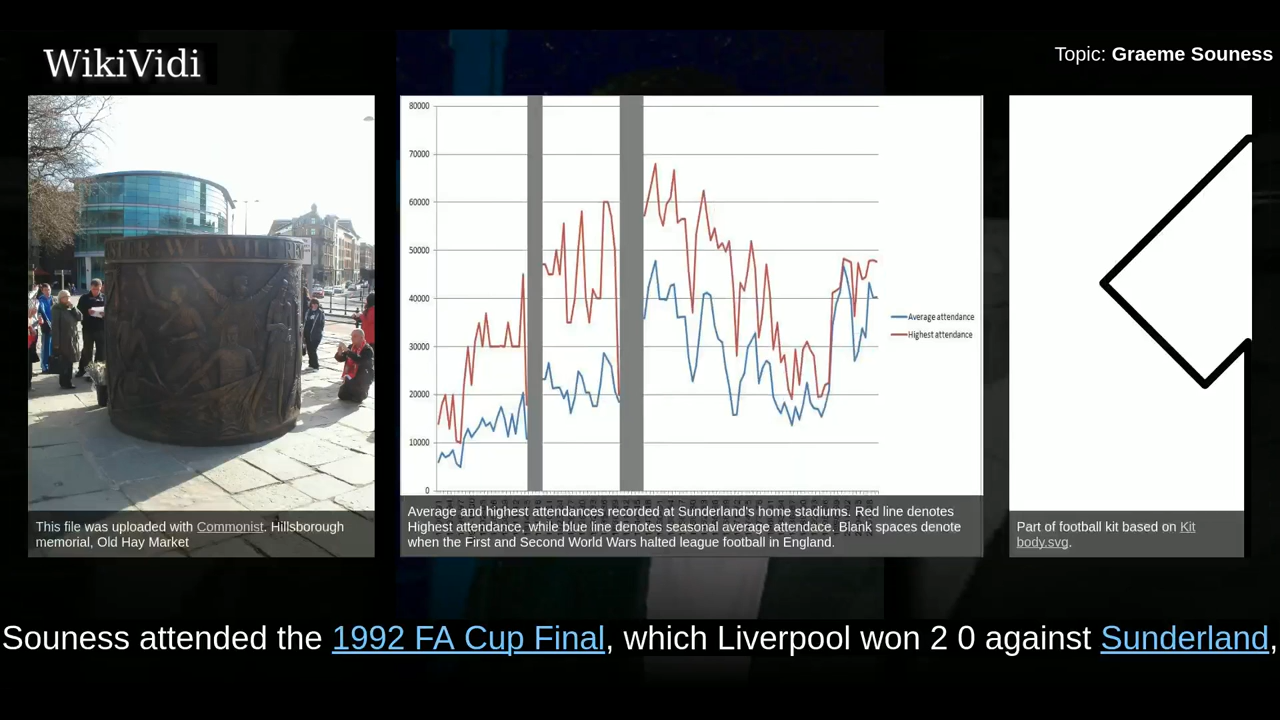 WikiVidi
Topic: Graeme Souness
80000
70000
60000
50000
40000
30000
20000
10000
0
Average attendance
Highest attendance
This file was uploaded with Commonist. Hillsborough
memorial, Old Hay Market
Average and highest attendances recorded at Sunderland's home stadiums. Red line denotes
Highest attendance, while blue line denotes seasonal average attendace. Blank spaces denote
when the First and Second World Wars halted league football in England.
Part of football kit based on Kit
body.svg.
Souness attended the 1992 FA Cup Final, which Liverpool won 2 0 against Sunderland,